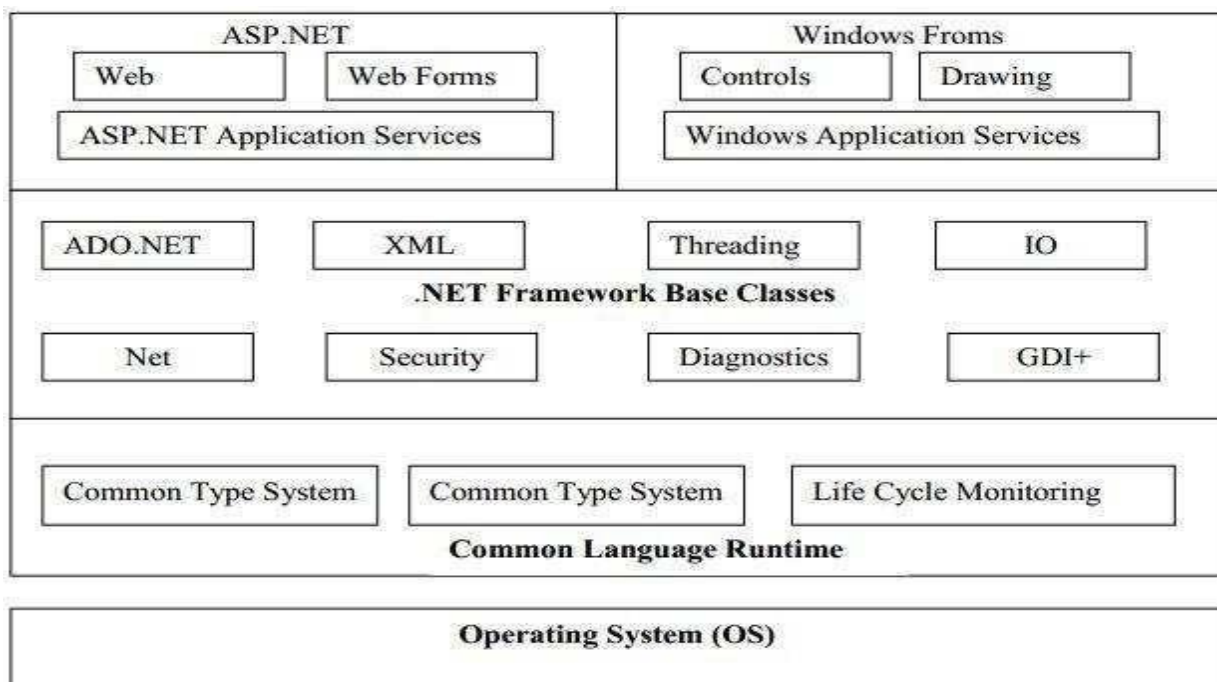 ASP.NET
Windows Froms
Web
Web Forms
Controls
Drawing
ASP.NET Application Services
Windows Application Services
ADO.NET
XML
Threading
IO
.NET Framework Base Classes
Net
Security
Diagnostics
GDI+
Common Type System
Common Type System
Life Cycle Monitoring
Common Language Runtime
Operating System (OS)